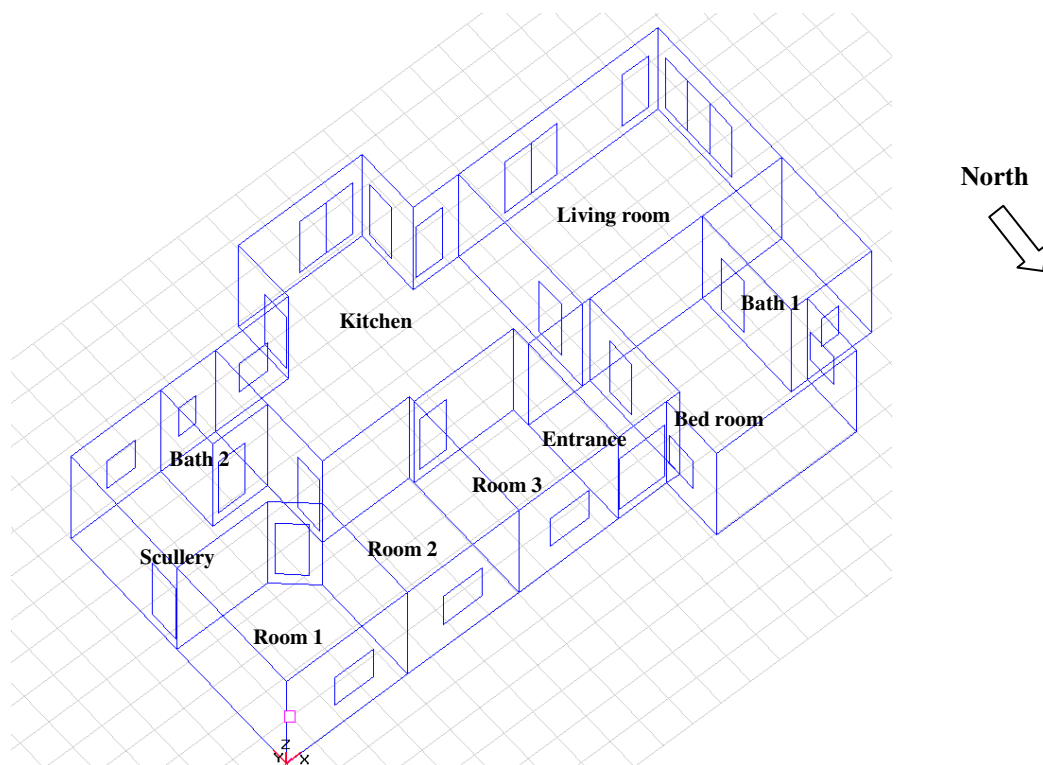 North
Living room
Bath 1
Kitchen
Bed room
Entrance
Bath 2
Room 3
Room 2
Scullery
Room 1
Z
Y X